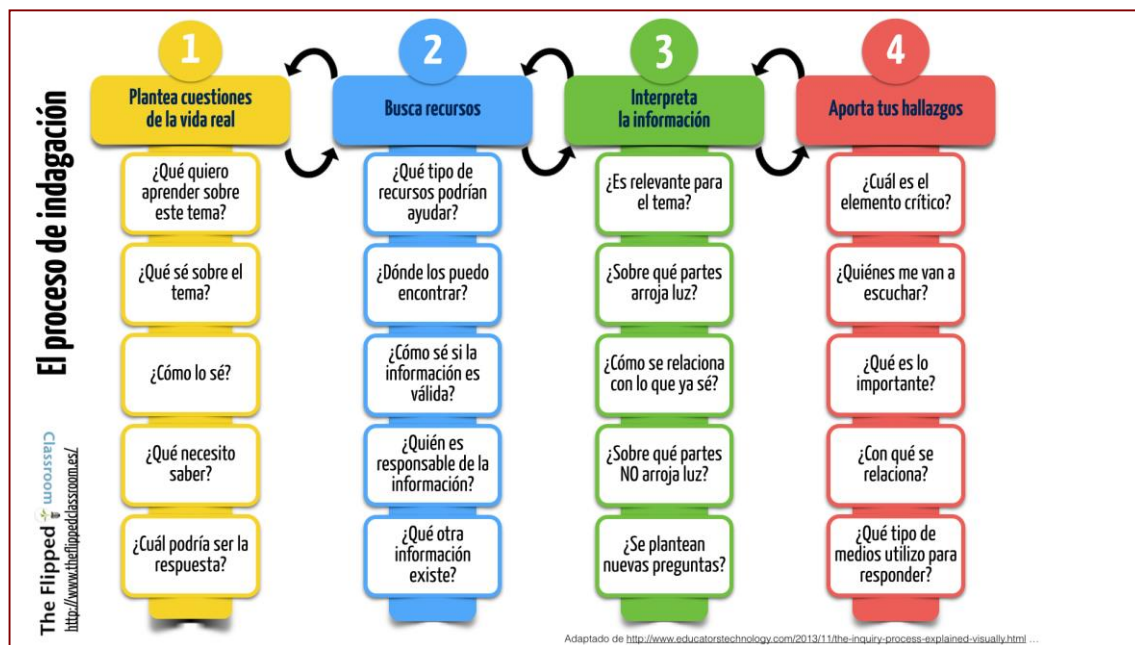 El proceso de indagación
The Flipped Classroom
http://www.theflippedclassroom.es/
1
Plantea cuestiones
de la vida real
¿Qué quiero
aprender sobre
este tema?
¿Qué sé sobre el
tema?
¿Cómo lo sé?
¿Qué necesito
saber?
¿Cuál podría ser la
respuesta?
2
Busca recursos
¿Qué tipo de
recursos podrían
ayudar?
¿Dónde los puedo
encontrar?
¿Cómo sé si la
información es
válida?
¿Quién es
responsable de la
información?
¿Qué otra
información
existe?
3
Interpreta
la información
¿Es relevante para
el tema?
¿Sobre qué partes
arroja luz?
¿Cómo se relaciona
con lo que ya sé?
¿Sobre qué partes
NO arroja luz?
¿Se plantean
nuevas preguntas?
4
Aporta tus hallazgos
¿Cuál es el
elemento crítico?
¿Quiénes me van a
escuchar?
¿Qué es lo
importante?
¿Con qué se
relaciona?
¿Qué tipo de
medios utilizo para
responder?
Adaptado de http://www.educatorstechnology.com/2013/11/the-inquiry-process-explained-visually.html ...